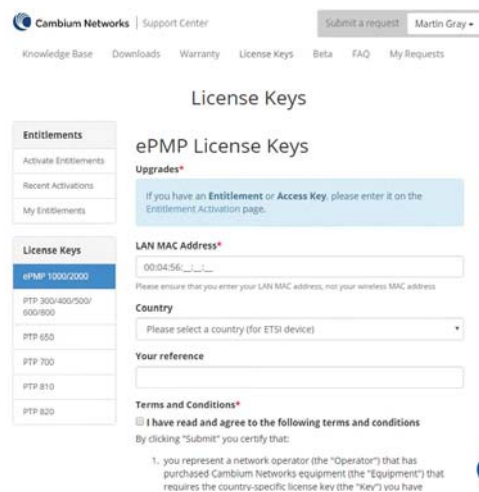 Cambium Networks | Support Center
Submit a request
Martin Gray
Knowledge Base Downloads Warranty License Keys Beta FAQ My Requests
License Keys
Entitlements
Activate Entitlements
Recent Activations
My Entitlements
License Keys
ePMP 1000/2000
PTP 300/400/500/
600/800
PTP 650
PTP 700
PTP 810
PTP 820
ePMP License Keys
Upgrades*
If you have an Entitlement or Access Key, please enter it on the
Entitlement Activation page.
LAN MAC Address*
00:04:56:__:__:__
Please ensure that you enter your LAN MAC address, not your wireless MAC address
Country
Please select a country (for ETSI device)
Your reference
Terms and Conditions*
I have read and agree to the following terms and conditions
By clicking "Submit" you certify that:
1. you represent a network operator (the "Operator") that has
purchased Cambium Networks equipment (the "Equipment") that
requires the country-specific license key (the "Key") you have